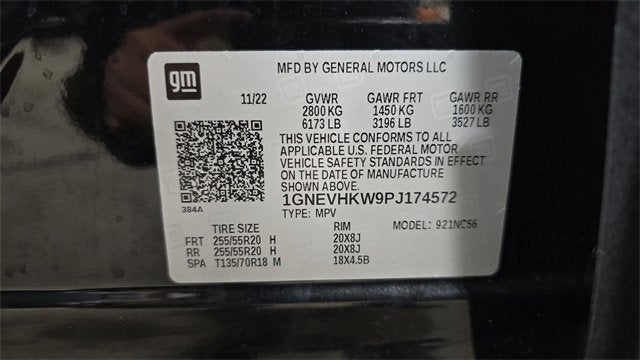 gm
MFD BY GENERAL MOTORS LLC
11/22 GVWR GAWR FRT GAWR RR
2800 KG 1450 KG 1600 KG
6173 LB 3196 LB 3527 LB
THIS VEHICLE CONFORMS TO ALL
APPLICABLE U.S. FEDERAL MOTOR
VEHICLE SAFETY STANDARDS IN EFFECT
ON THE DATE OF MANUFACTURE
SHOWN ABOVE.
384A
1GNEVHKW9PJ174572
TYPE: MPV MODEL: 921NC56
TIRE SIZE RIM
FRT 255/55R20 H 20X8J
RR 255/55R20 H 20X8J
SPA T135/70R18 M 18X4.5B